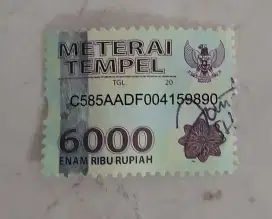 METERAI
TEMPEL
TGL 20
C585AADF004159890
6000
ENAM RIBU RUPIAH